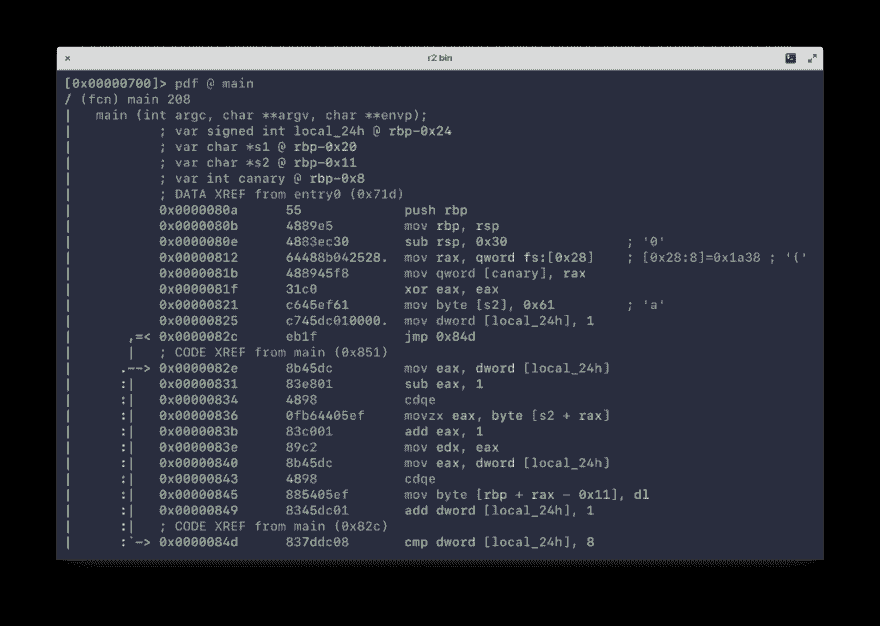 r2 bin
[0x00000700]> pdf @ main
/ (fcn) main 208
|   main (int argc, char **argv, char **envp);
|           ; var signed int local_24h @ rbp-0x24
|           ; var char *s1 @ rbp-0x20
|           ; var char *s2 @ rbp-0x11
|           ; var int canary @ rbp-0x8
|           ; DATA XREF from entry0 (0x71d)
|           0x0000080a      55             push rbp
|           0x0000080b      4889e5         mov rbp, rsp
|           0x0000080e      4883ec30       sub rsp, 0x30               ; '0'
|           0x00000812      64488b042528.  mov rax, qword fs:[0x28]    ; [0x28:8]=0x1a38 ; '('
|           0x0000081b      488945f8       mov qword [canary], rax
|           0x0000081f      31c0           xor eax, eax
|           0x00000821      c645ef61       mov byte [s2], 0x61         ; 'a'
|           0x00000825      c745dc010000.  mov dword [local_24h], 1
|       ,=< 0x0000082c      eb1f           jmp 0x84d
|       |   ; CODE XREF from main (0x851)
|      .--> 0x0000082e      8b45dc         mov eax, dword [local_24h]
|      :|   0x00000831      83e801         sub eax, 1
|      :|   0x00000834      4898           cdqe
|      :|   0x00000836      0fb64405ef     movzx eax, byte [s2 + rax]
|      :|   0x0000083b      83c001         add eax, 1
|      :|   0x0000083e      89c2           mov edx, eax
|      :|   0x00000840      8b45dc         mov eax, dword [local_24h]
|      :|   0x00000843      4898           cdqe
|      :|   0x00000845      885405ef       mov byte [rbp + rax - 0x11], dl
|      :|   0x00000849      8345dc01       add dword [local_24h], 1
|      :|   ; CODE XREF from main (0x82c)
|      :`-> 0x0000084d      837ddc08       cmp dword [local_24h], 8